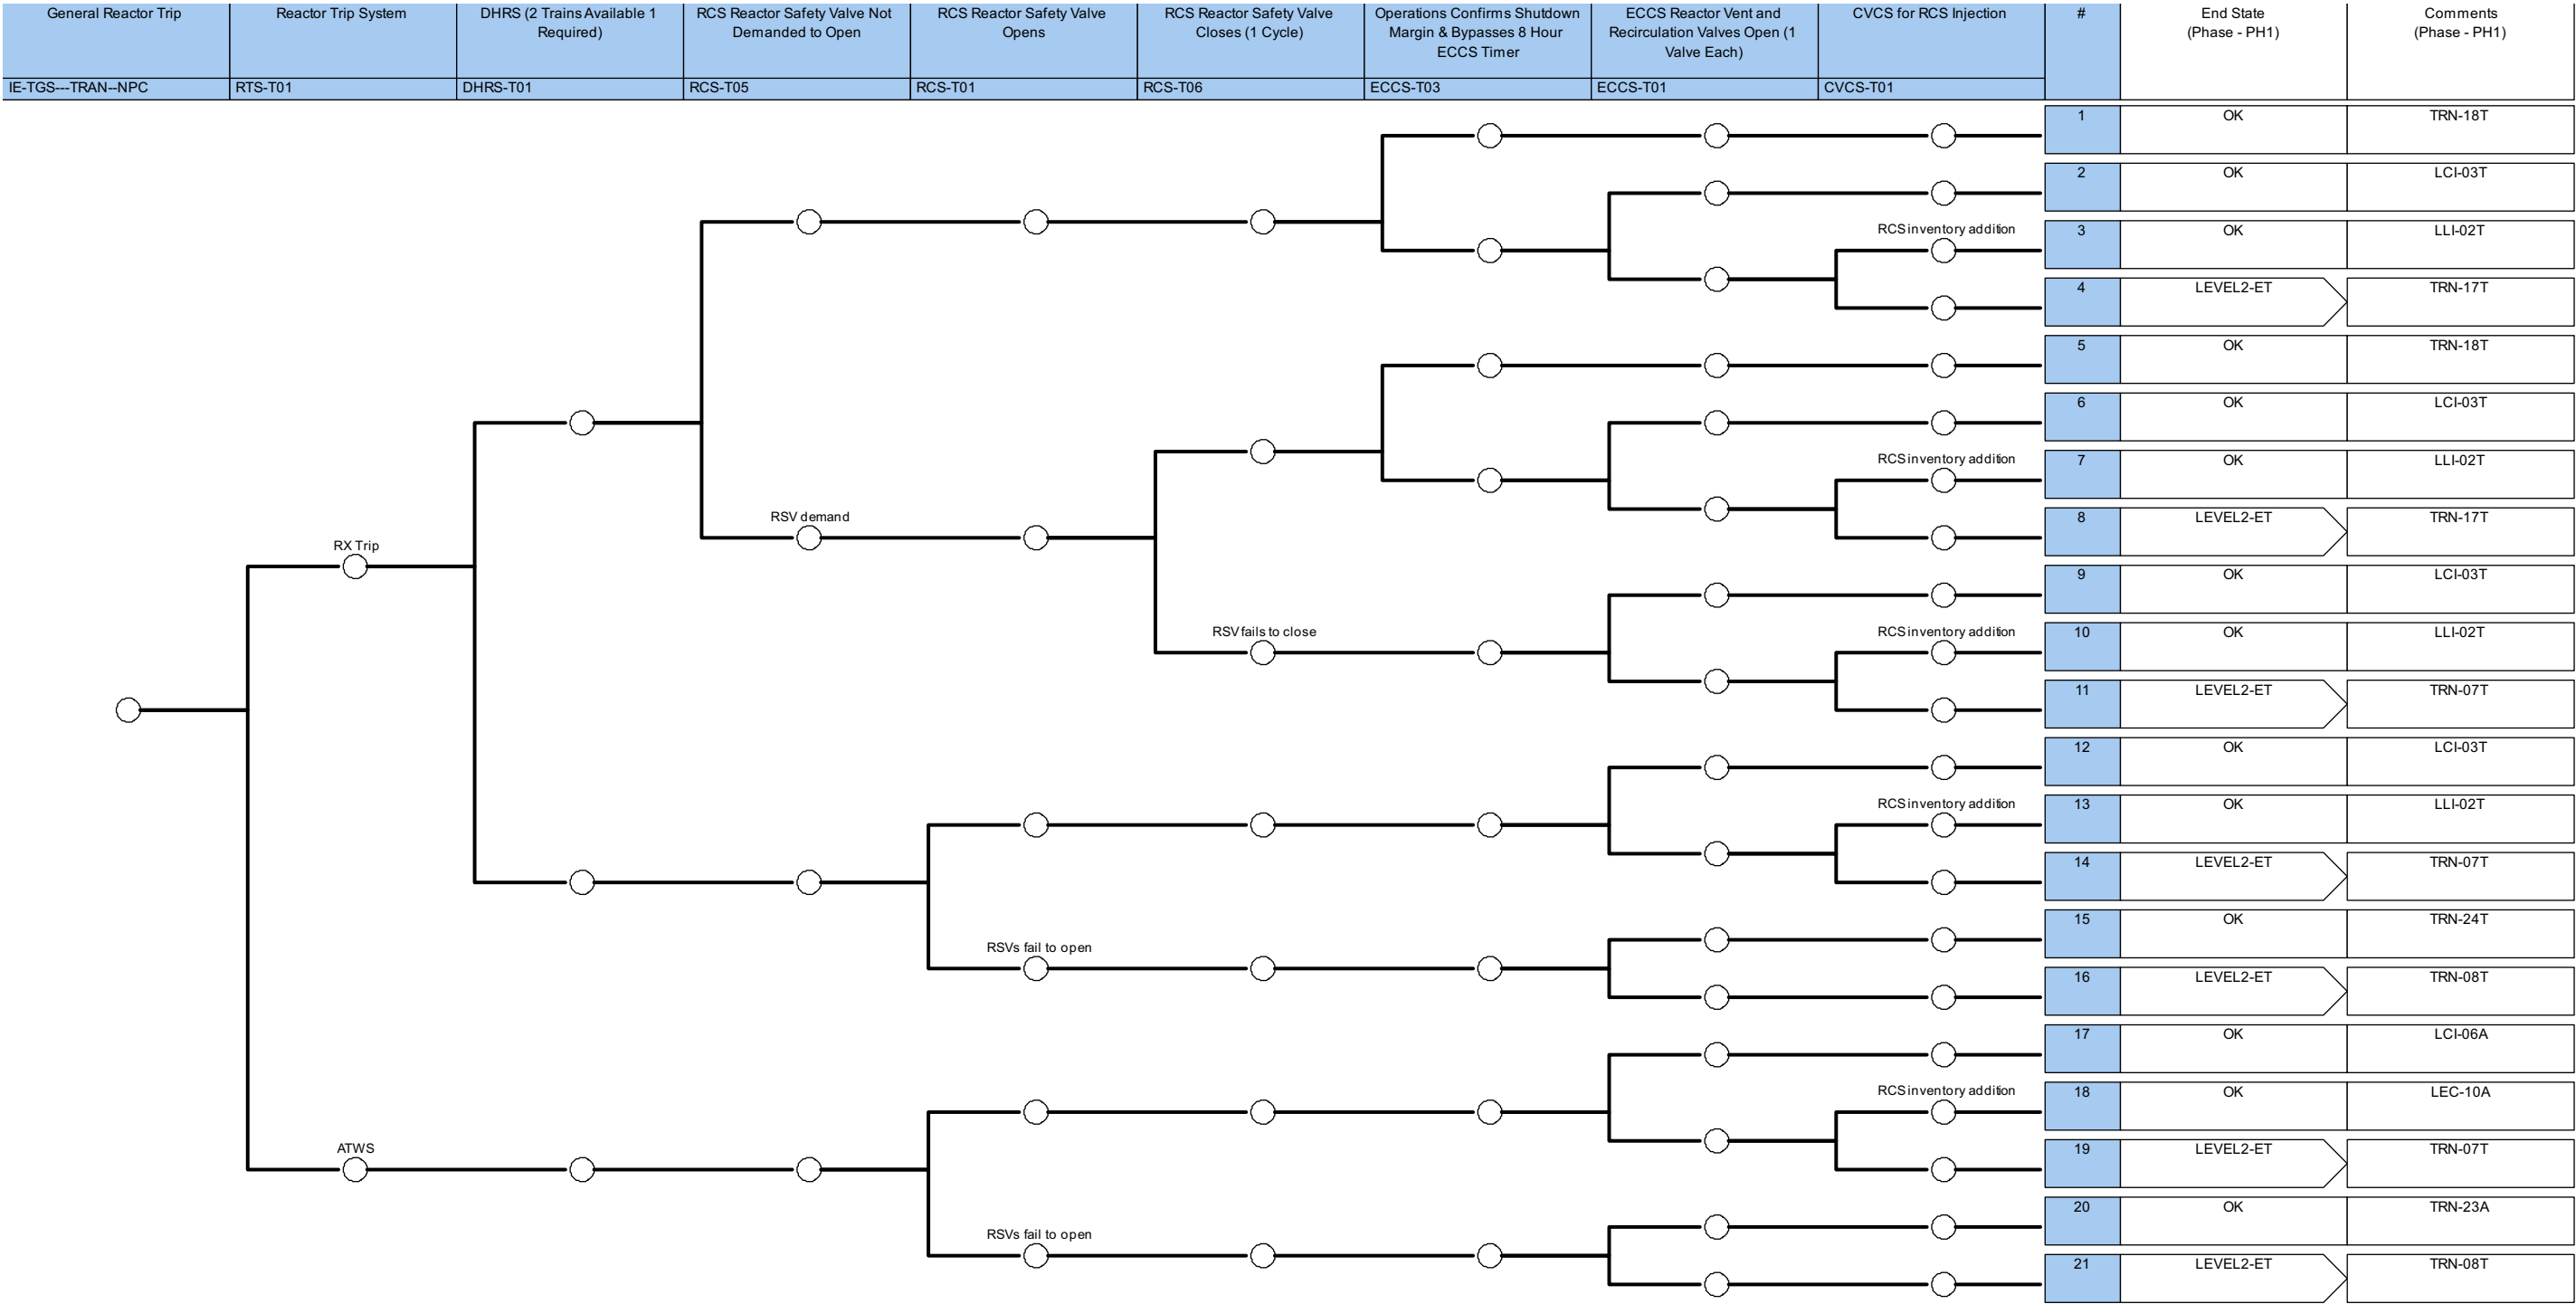 General Reactor Trip
Reactor Trip System
DHRS (2 Trains Available 1
Required)
RCS Reactor Safety Valve Not
Demanded to Open
RCS Reactor Safety Valve
Opens
RCS Reactor Safety Valve
Closes (1 Cycle)
Operations Confirms Shutdown
Margin & Bypasses 8 Hour
ECCS Timer
ECCS Reactor Vent and
Recirculation Valves Open (1
Valve Each)
CVCS for RCS Injection
#
End State
(Phase - PH1)
Comments
(Phase - PH1)
IE-TGS---TRAN--NPC
RTS-T01
DHRS-T01
RCS-T05
RCS-T01
RCS-T06
ECCS-T03
ECCS-T01
CVCS-T01
1 OK TRN-18T
2 OK LCI-03T
RCS inventory addition
3 OK LLI-02T
4 LEVEL2-ET TRN-17T
5 OK TRN-18T
6 OK LCI-03T
RCS inventory addition
7 OK LLI-02T
RSV demand
8 LEVEL2-ET TRN-17T
RX Trip
9 OK LCI-03T
RSV fails to close
RCS inventory addition
10 OK LLI-02T
11 LEVEL2-ET TRN-07T
12 OK LCI-03T
RCS inventory addition
13 OK LLI-02T
14 LEVEL2-ET TRN-07T
15 OK TRN-24T
RSVs fail to open
16 LEVEL2-ET TRN-08T
17 OK LCI-06A
RCS inventory addition
18 OK LEC-10A
ATWS
19 LEVEL2-ET TRN-07T
20 OK TRN-23A
RSVs fail to open
21 LEVEL2-ET TRN-08T